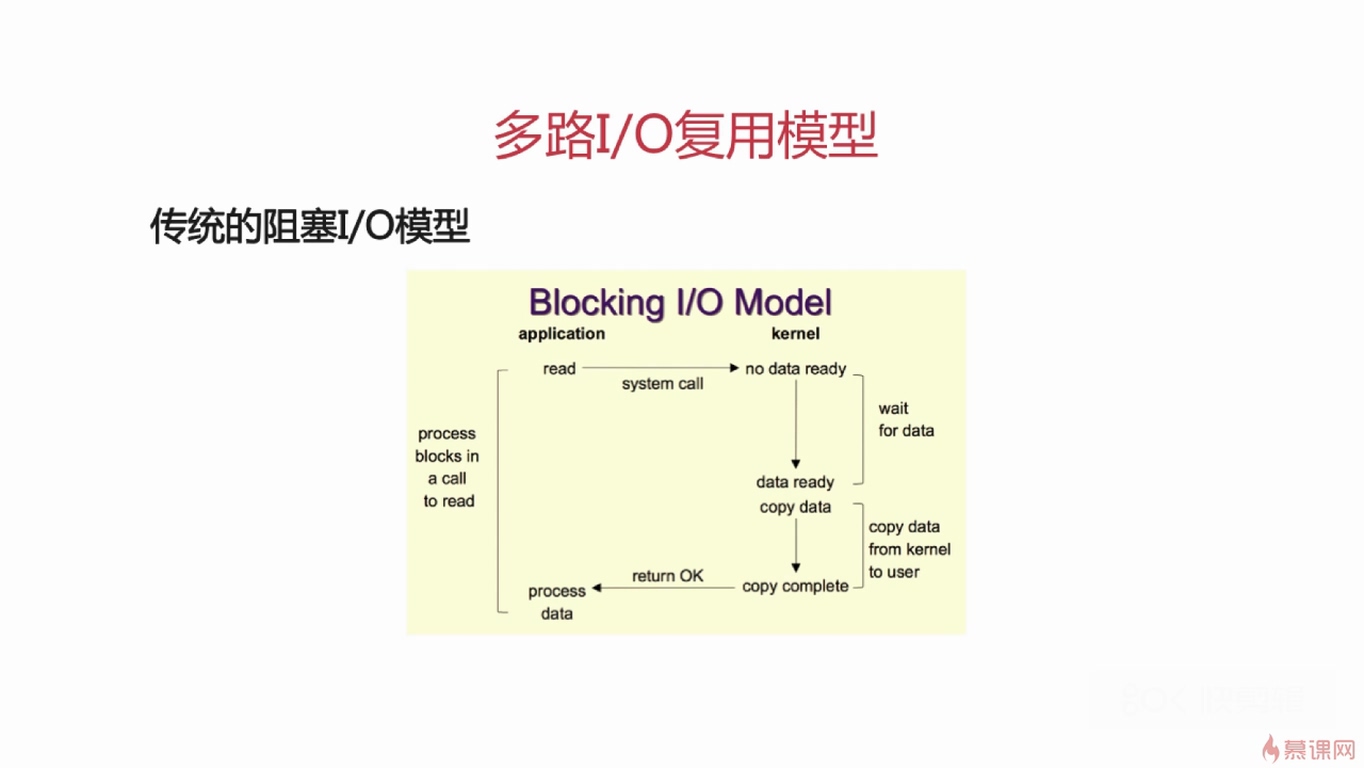 多路I/O复用模型
传统的阻塞I/O模型
Blocking I/O Model
application
kernel
read
system call
no data ready
wait
for data
process
blocks in
a call
to read
data ready
copy data
copy data
from kernel
to user
return OK
copy complete
process
data
慕课网